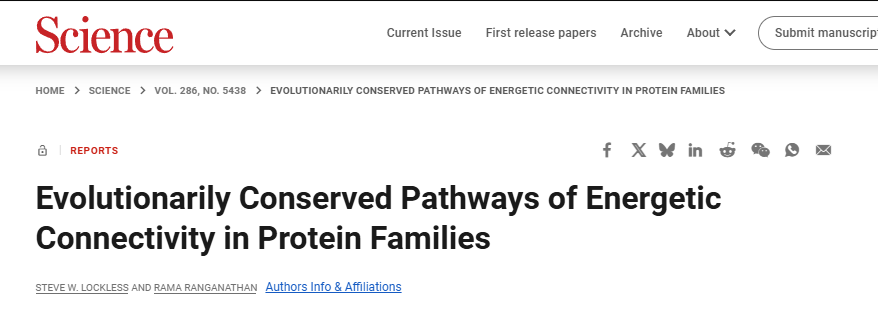 Science
Current Issue First release papers Archive About Submit manuscript
HOME > SCIENCE > VOL. 286, NO. 5438 > EVOLUTIONARILY CONSERVED PATHWAYS OF ENERGETIC CONNECTIVITY IN PROTEIN FAMILIES
REPORTS
Evolutionarily Conserved Pathways of Energetic
Connectivity in Protein Families
STEVE W. LOCKLESS AND RAMA RANGANATHAN Authors Info & Affiliations